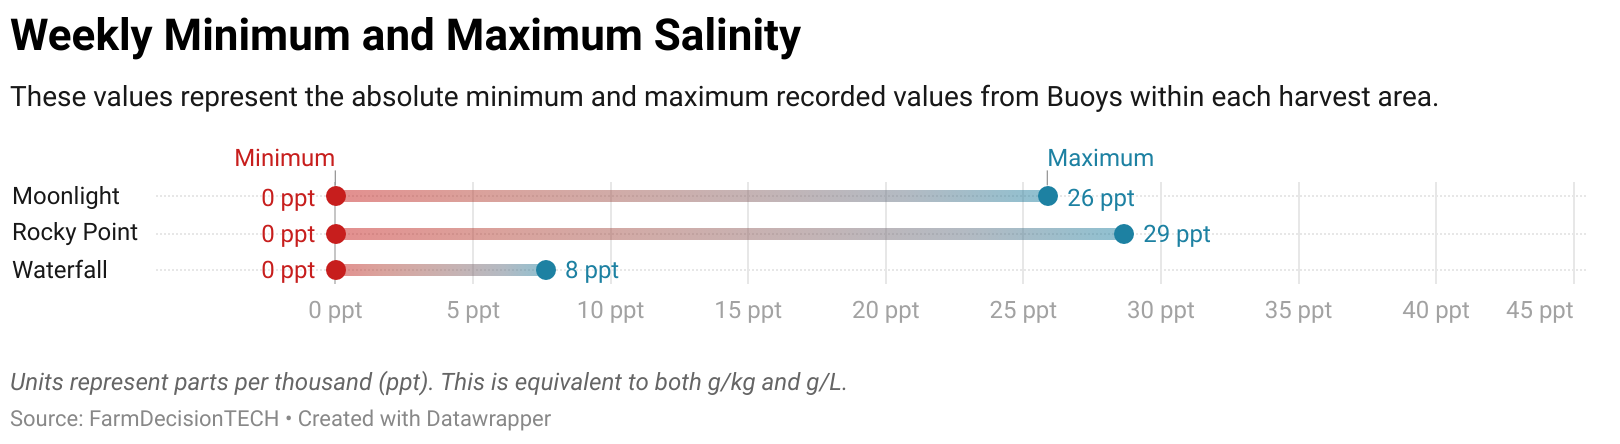 Weekly Minimum and Maximum Salinity
These values represent the absolute minimum and maximum recorded values from Buoys within each harvest area.
Minimum Maximum
Moonlight 0 ppt 26 ppt
Rocky Point 0 ppt 29 ppt
Waterfall 0 ppt 8 ppt
0 ppt 5 ppt 10 ppt 15 ppt 20 ppt 25 ppt 30 ppt 35 ppt 40 ppt 45 ppt
Units represent parts per thousand (ppt). This is equivalent to both g/kg and g/L.
Source: FarmDecisionTECH • Created with Datawrapper